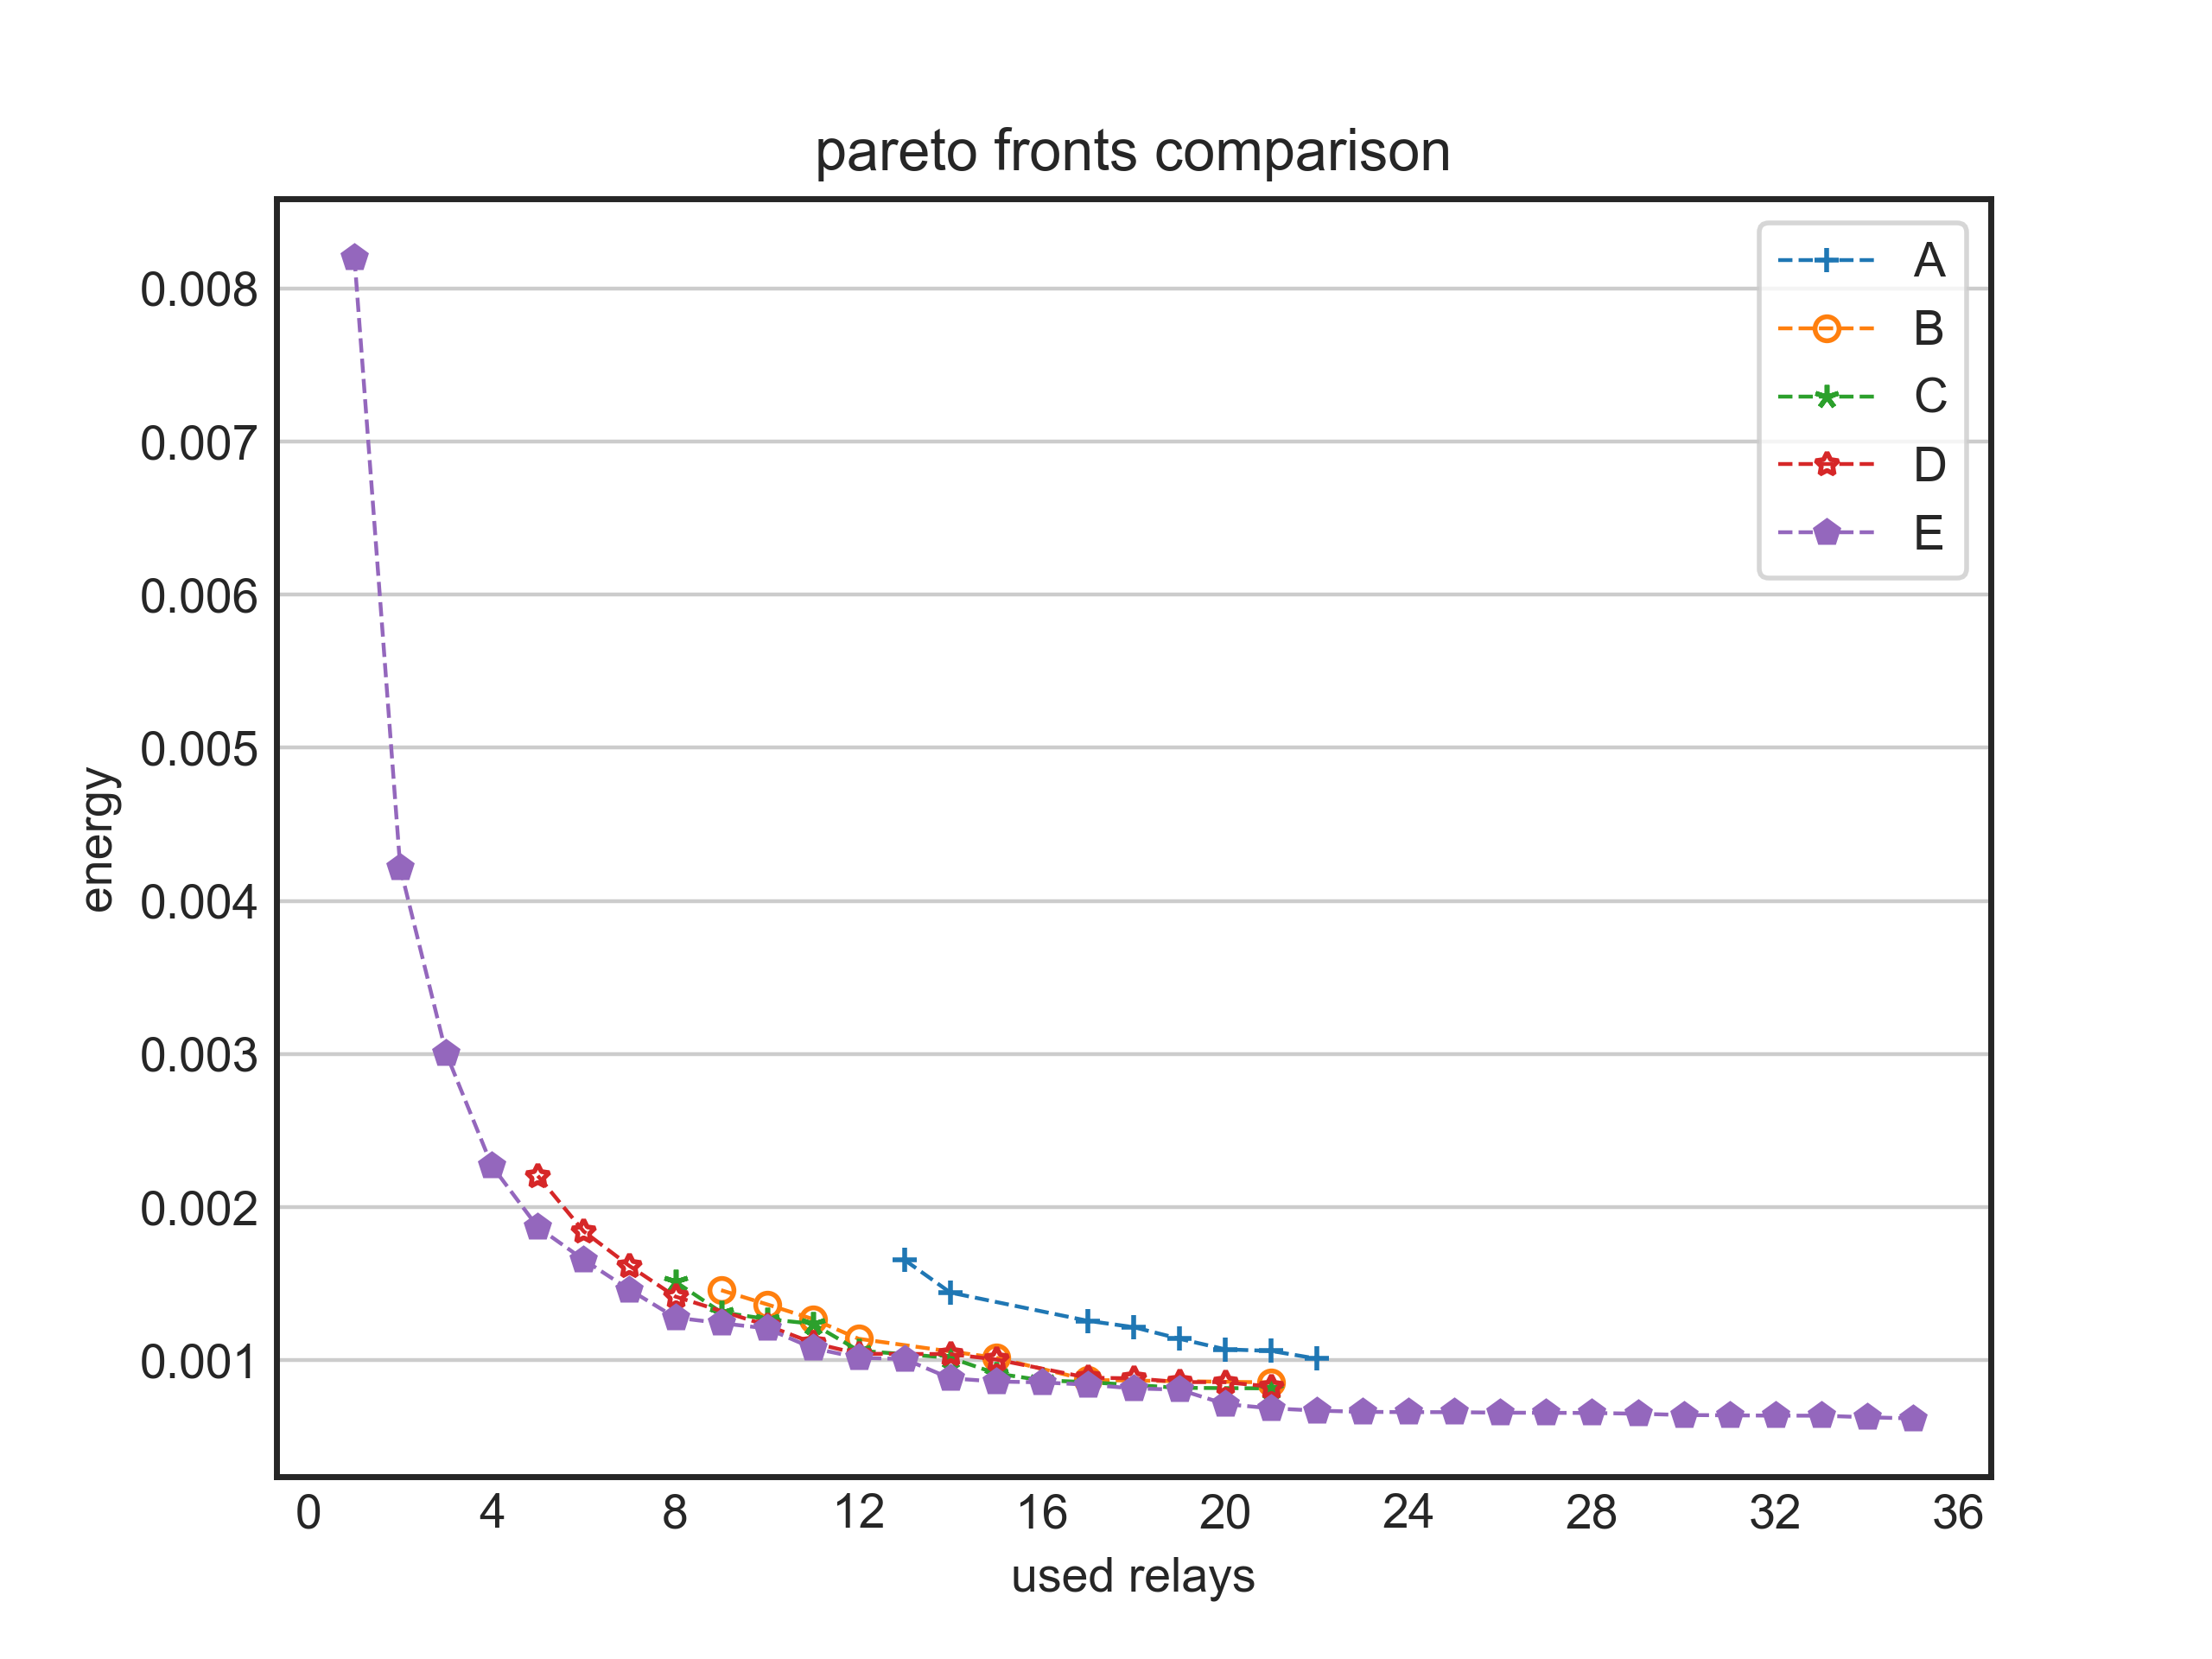 pareto fronts comparison
A
B
C
D
E
0.008
0.007
0.006
0.005
0.004
0.003
0.002
0.001
energy
0 4 8 12 16 20 24 28 32 36
used relays